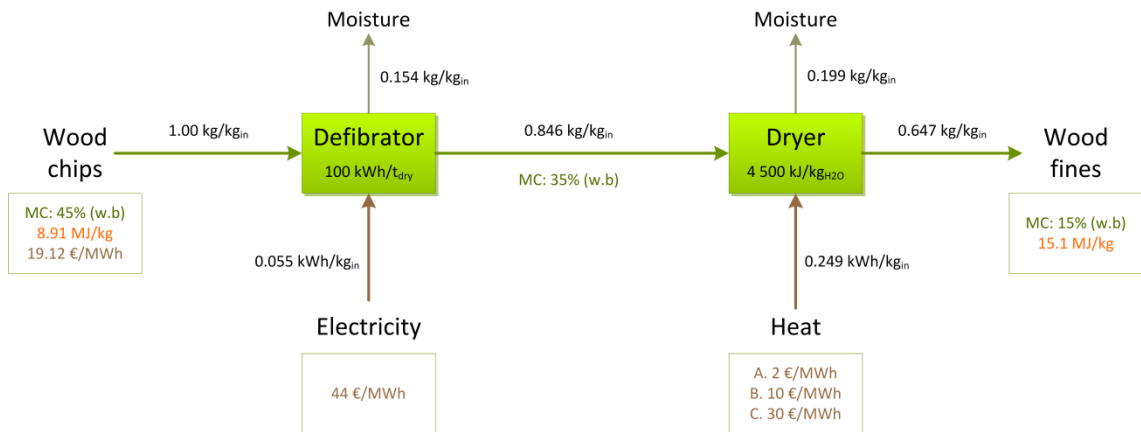 Moisture
Moisture
0.154 kg/kgin
0.199 kg/kgin
Wood
chips
1.00 kg/kgin
Defibrator
100 kWh/tdry
0.846 kg/kgin
Dryer
4 500 kJ/kgH2O
0.647 kg/kgin
Wood
fines
MC: 35% (w.b)
MC: 45% (w.b)
8.91 MJ/kg
19.12 €/MWh
MC: 15% (w.b)
15.1 MJ/kg
0.055 kWh/kgin
0.249 kWh/kgin
Electricity
Heat
44 €/MWh
A. 2 €/MWh
B. 10 €/MWh
C. 30 €/MWh